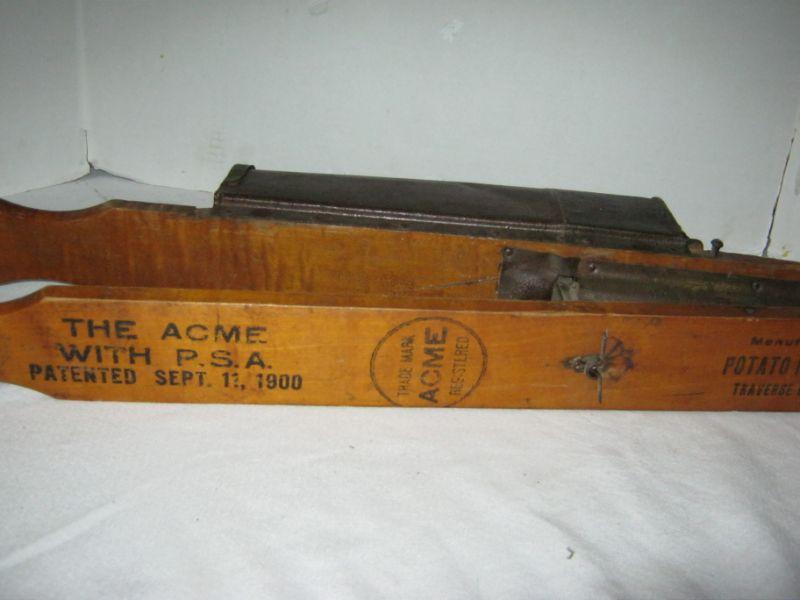 THE ACME
WITH P.S.A.
PATENTED SEPT. 11, 1900
TRADE MARK
ACME
REGISTERED
POTATO
TRAVERSE